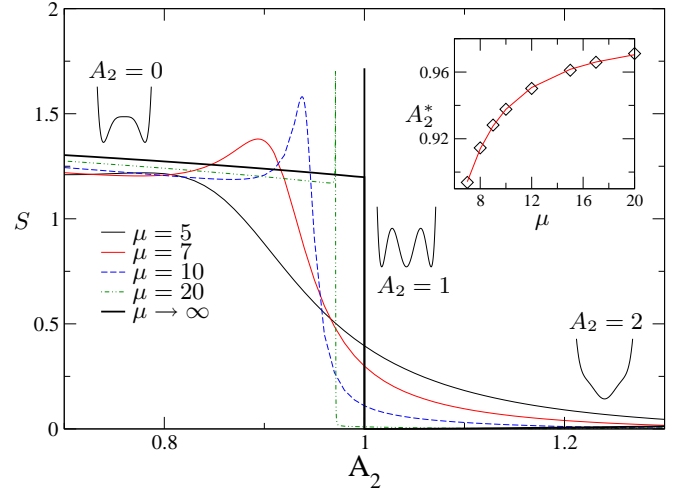 2
1.5
1
0.5
0
S
0.8
1
1.2
A₂
A₂ = 0
A₂ = 1
A₂ = 2
μ = 5
μ = 7
μ = 10
μ = 20
μ → ∞
0.96
0.92
A₂*
8
12
16
20
μ